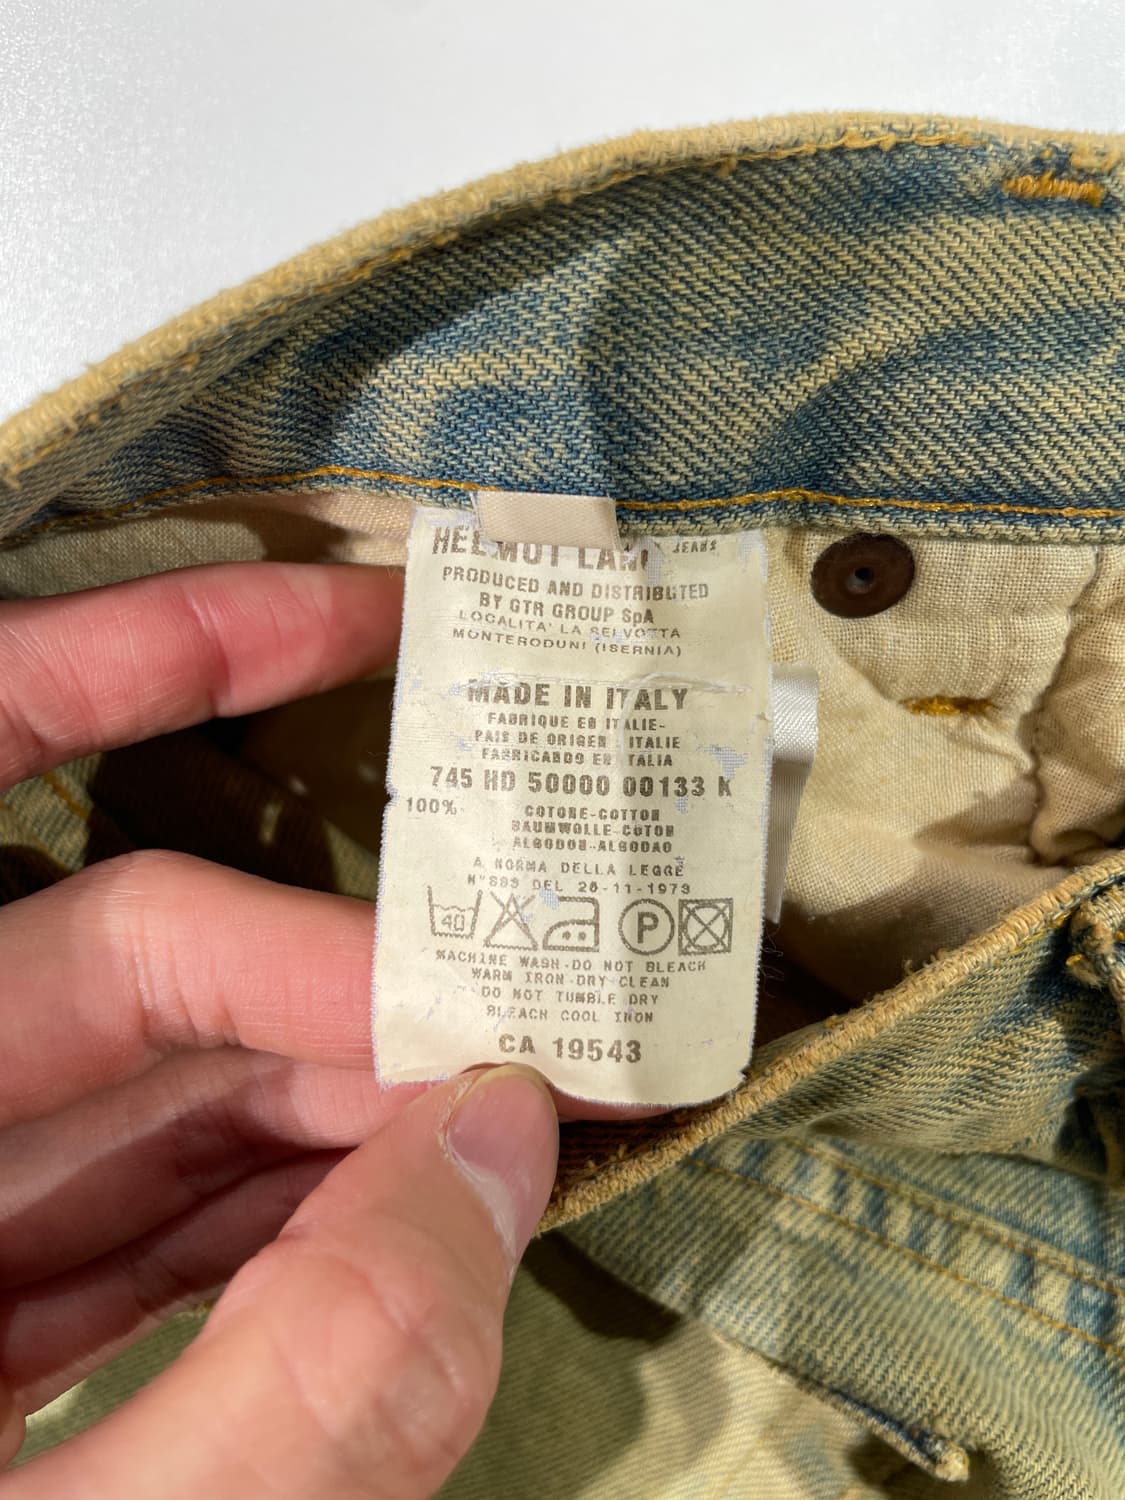 HELMUT LANG JEANS
PRODUCED AND DISTRIBUTED
BY GTR GROUP SpA
LOCALITA' LA SELVOTTA
MONTERODUNI (ISERNIA)
MADE IN ITALY
FABRIQUE EN ITALIE-
PAIS DE ORIGEN ITALIE
FABRICADO EN ITALIA
745 HD 50000 00133 K
100% COTONE-COTTON
BAUMWOLLE-COTON
ALGODON-ALGODAO
A NORMA DELLA LEGGE
N°883 DEL 26-11-1973
40 P
MACHINE WASH-DO NOT BLEACH
WARM IRON-DRY-CLEAN
DO NOT TUMBLE DRY
BLEACH COOL IRON
CA 19543